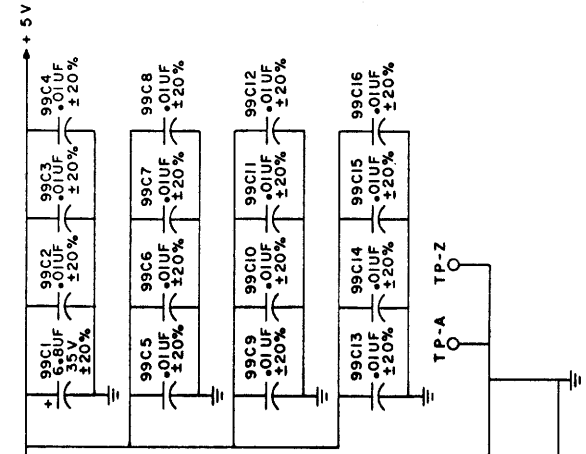 +5V
99C1
6.8UF
35V
±20%
+
99C2
.01UF
±20%
99C3
.01UF
±20%
99C4
.01UF
±20%
99C5
.01UF
±20%
99C6
.01UF
±20%
99C7
.01UF
±20%
99C8
.01UF
±20%
99C9
.01UF
±20%
99C10
.01UF
±20%
99C11
.01UF
±20%
99C12
.01UF
±20%
99C13
.01UF
±20%
99C14
.01UF
±20%
99C15
.01UF
±20%
99C16
.01UF
±20%
TP-A
TP-Z